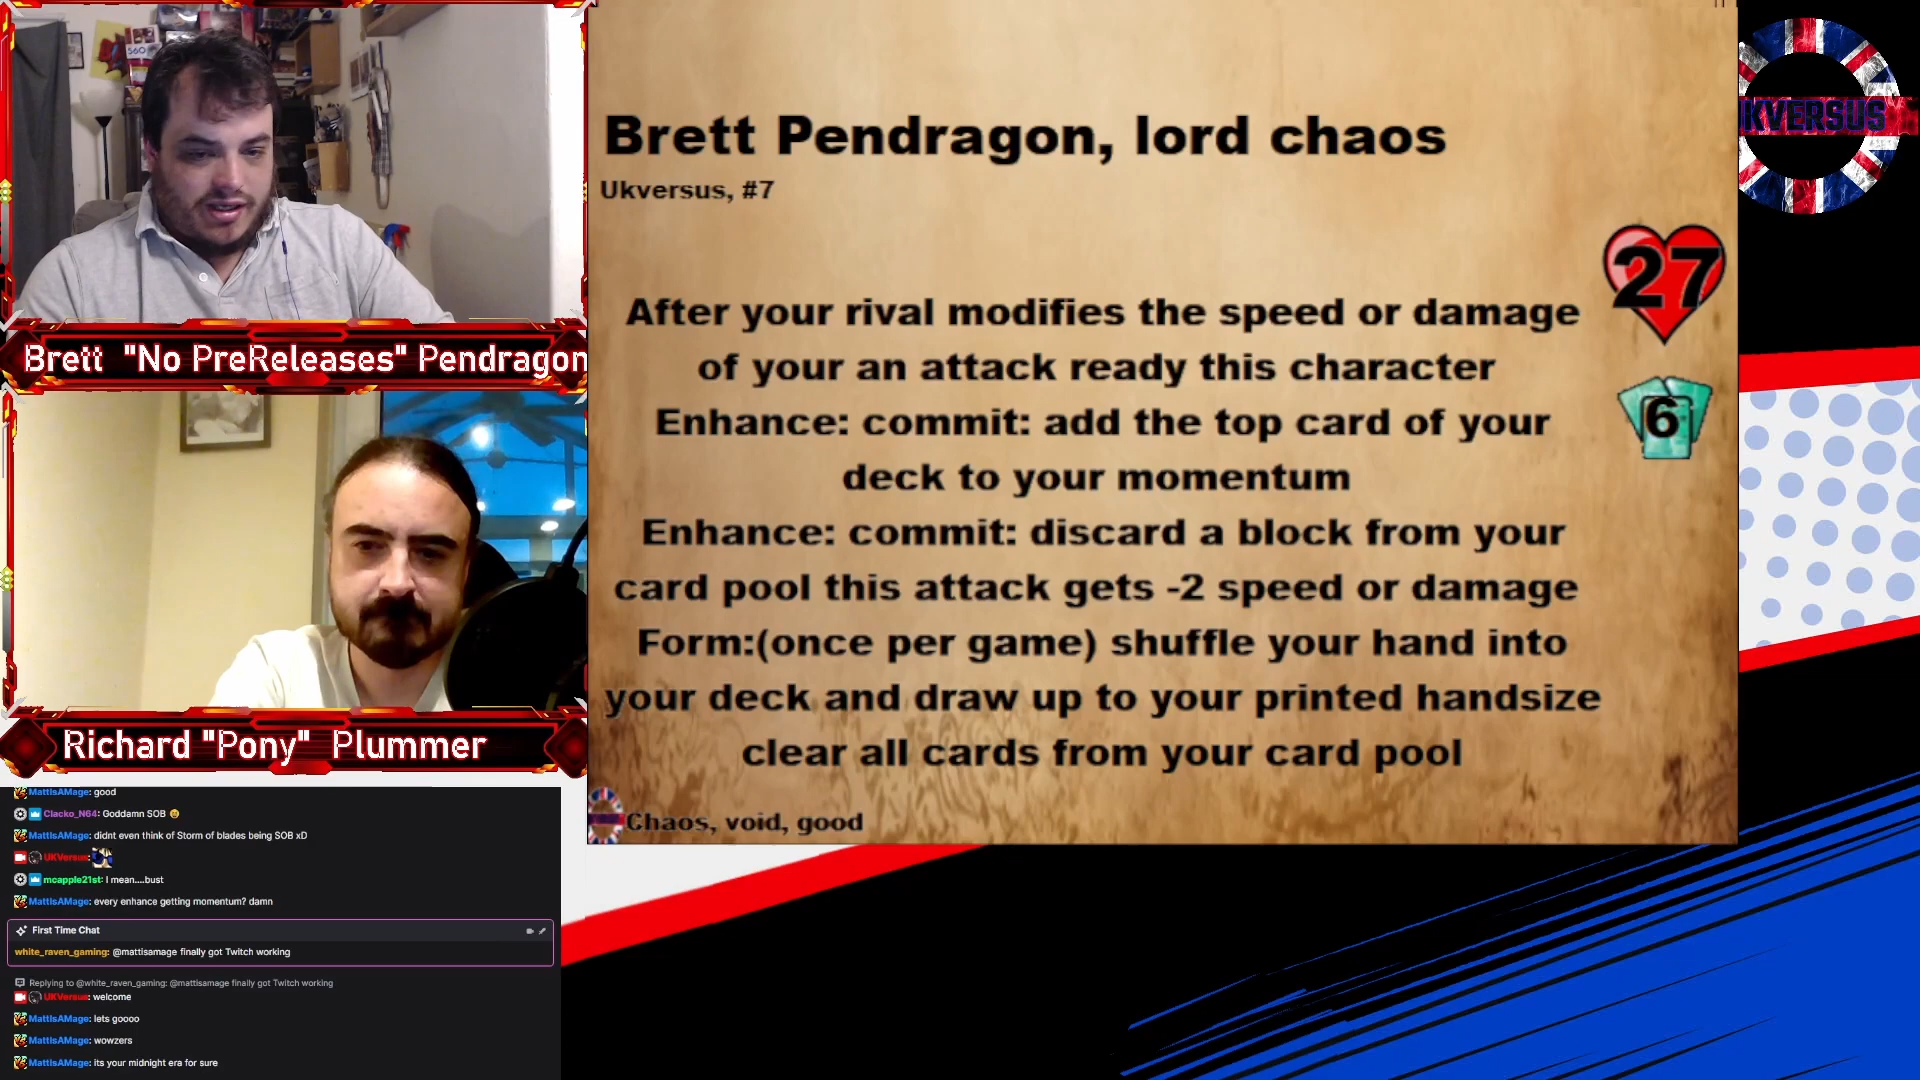 560
Brett "No PreReleases" Pendragon
Richard "Pony" Plummer
MattIsAMage: good
Clacko_N64: Goddamn SOB
MattIsAMage: didnt even think of Storm of blades being SOB xD
UKVersus:
mcapple21st: I mean....bust
MattIsAMage: every enhance getting momentum? damn
First Time Chat
white_raven_gaming: @mattisamage finally got Twitch working
Replying to @white_raven_gaming: @mattisamage finally got Twitch working
UKVersus: welcome
MattIsAMage: lets goooo
MattIsAMage: wowzers
MattIsAMage: its your midnight era for sure
Brett Pendragon, lord chaos
Ukversus, #7
27
6
After your rival modifies the speed or damage
of your an attack ready this character
Enhance: commit: add the top card of your
deck to your momentum
Enhance: commit: discard a block from your
card pool this attack gets -2 speed or damage
Form:(once per game) shuffle your hand into
your deck and draw up to your printed handsize
clear all cards from your card pool
Chaos, void, good
KVERSUS